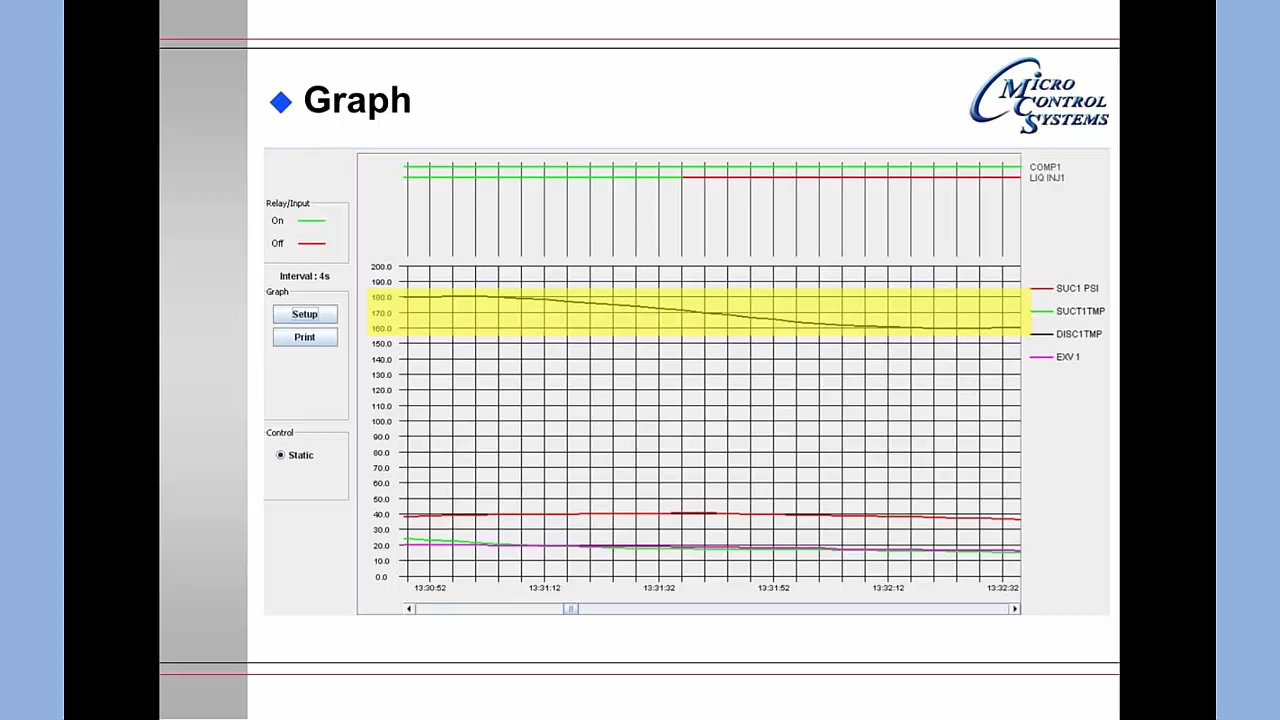 Graph
MICRO
CONTROL
SYSTEMS
COMP1
LIQ INJ1
Relay/Input
On
Off
Interval : 4s
Graph
Setup
Print
Control
Static
200.0
190.0
180.0
170.0
160.0
150.0
140.0
130.0
120.0
110.0
100.0
90.0
80.0
70.0
60.0
50.0
40.0
30.0
20.0
10.0
0.0
SUC1 PSI
SUCT1TMP
DISC1TMP
EXV 1
13:30:52 13:31:12 13:31:32 13:31:52 13:32:12 13:32:32